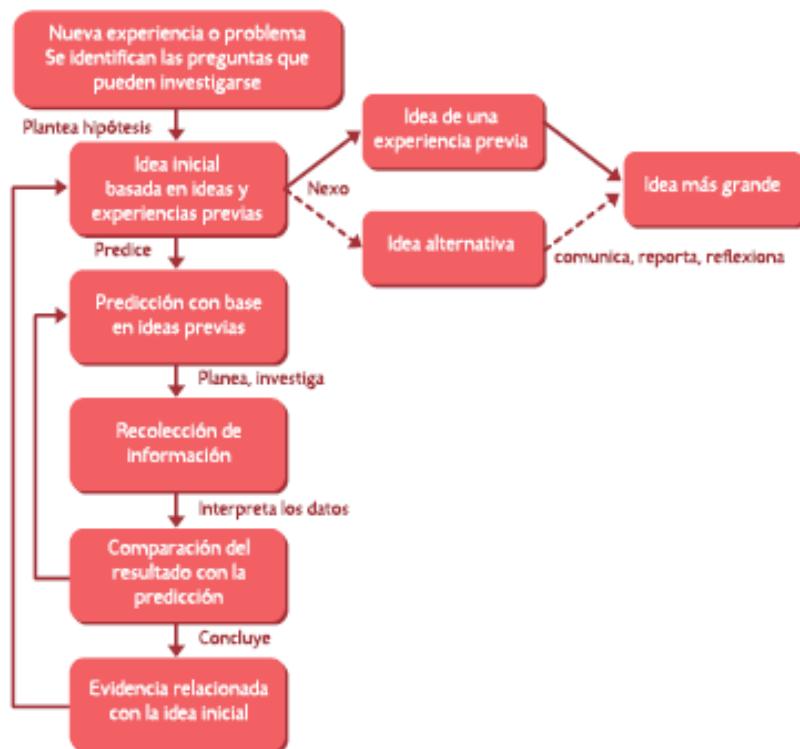 Nueva experiencia o problema
Se identifican las preguntas que
pueden investigarse
Plantea hipótesis
Idea inicial
basada en ideas y
experiencias previas
Nexo
Idea de una
experiencia previa
Idea alternativa
Idea más grande
comunica, reporta, reflexiona
Predice
Predicción con base
en ideas previas
Planea, investiga
Recolección de
información
Interpreta los datos
Comparación del
resultado con la
predicción
Concluye
Evidencia relacionada
con la idea inicial